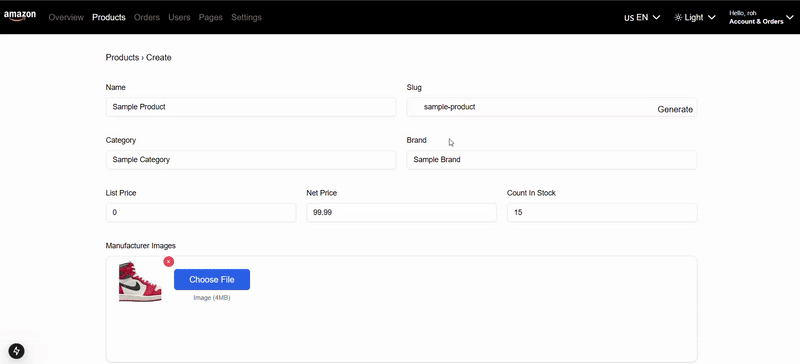 amazon Overview Products Orders Users Pages Settings US EN Light Hello, roh
Account & Orders
Products › Create
Name Slug
Sample Product sample-product Generate
Category Brand
Sample Category Sample Brand
List Price Net Price Count In Stock
0 99.99 15
Manufacturer Images
Choose File
Image (4MB)